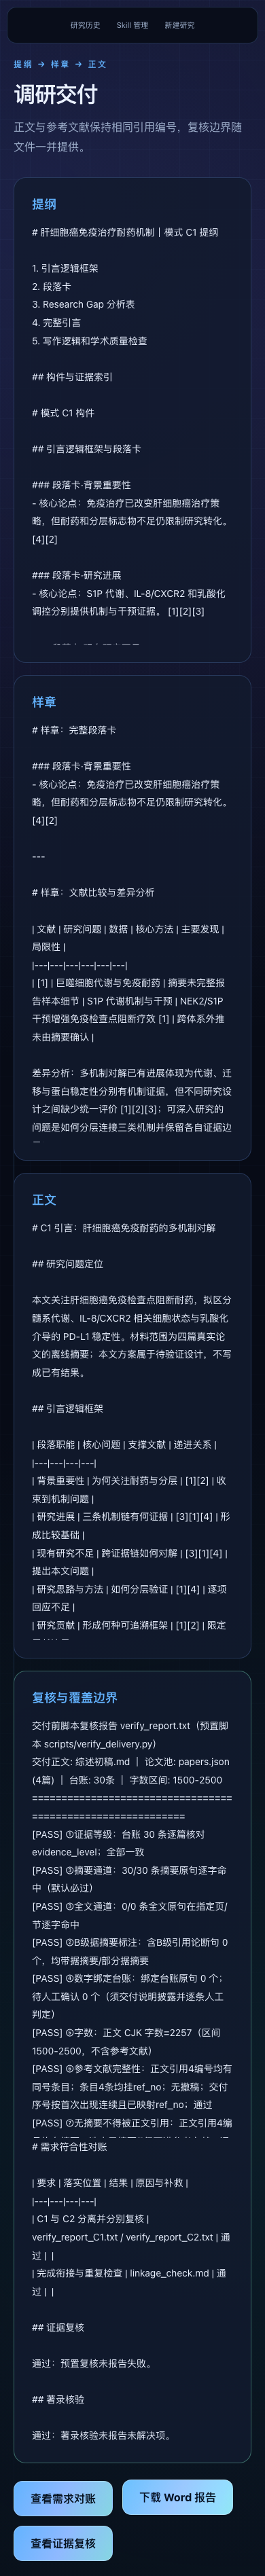 研究历史 Skill 管理 新建研究
提纲 → 样章 → 正文
调研交付
正文与参考文献保持相同引用编号，复核边界随
文件一并提供。
提纲
# 肝细胞癌免疫治疗耐药机制｜模式 C1 提纲
1. 引言逻辑框架
2. 段落卡
3. Research Gap 分析表
4. 完整引言
5. 写作逻辑和学术质量检查
## 构件与证据索引
# 模式 C1 构件
## 引言逻辑框架与段落卡
### 段落卡·背景重要性
- 核心论点：免疫治疗已改变肝细胞癌治疗策
略，但耐药和分层标志物不足仍限制研究转化。
[4][2]
### 段落卡·研究进展
- 核心论点：S1P 代谢、IL-8/CXCR2 和乳酸化
调控分别提供机制与干预证据。 [1][2][3]
样章
# 样章：完整段落卡
### 段落卡·背景重要性
- 核心论点：免疫治疗已改变肝细胞癌治疗策
略，但耐药和分层标志物不足仍限制研究转化。
[4][2]
---
# 样章：文献比较与差异分析
| 文献 | 研究问题 | 数据 | 核心方法 | 主要发现 |
局限性 |
|---|---|---|---|---|---|
| [1] | 巨噬细胞代谢与免疫耐药 | 摘要未完整报
告样本细节 | S1P 代谢机制与干预 | NEK2/S1P
干预增强免疫检查点阻断疗效 [1] | 跨体系外推
未由摘要确认 |
差异分析：多机制对解已有进展体现为代谢、迁
移与蛋白稳定性分别有机制证据，但不同研究设
计之间缺少统一评价 [1][2][3]；可深入研究的
问题是如何分层连接三类机制并保留各自证据边
正文
# C1 引言：肝细胞癌免疫耐药的多机制对解
## 研究问题定位
本文关注肝细胞癌免疫检查点阻断耐药，拟区分
髓系代谢、IL-8/CXCR2 相关细胞状态与乳酸化
介导的 PD-L1 稳定性。材料范围为四篇真实论
文的离线摘要；本文方案属于待验证设计，不写
成已有结果。
## 引言逻辑框架
| 段落职能 | 核心问题 | 支撑文献 | 递进关系 |
|---|---|---|---|
| 背景重要性 | 为何关注耐药与分层 | [1][2] | 收
束到机制问题 |
| 研究进展 | 三条机制链有何证据 | [3][1][4] | 形
成比较基础 |
| 现有研究不足 | 跨证据链如何对解 | [3][1][4] |
提出本文问题 |
| 研究思路与方法 | 如何分层验证 | [1][4] | 逐项
回应不足 |
| 研究贡献 | 形成何种可追溯框架 | [1][2] | 限定
复核与覆盖边界
交付前脚本复核报告 verify_report.txt（预置脚
本 scripts/verify_delivery.py）
交付正文: 综述初稿.md ｜ 论文池: papers.json
(4篇) ｜ 台账: 30条 ｜ 字数区间: 1500-2500
==================================
==========================
[PASS] ①证据等级：台账 30 条逐篇核对
evidence_level；全部一致
[PASS] ②摘要通道：30/30 条摘要原句逐字命
中（默认必过）
[PASS] ③全文通道：0/0 条全文原句在指定页/
节逐字命中
[PASS] ②B级据摘要标注：含B级引用论断句 0
个，均带据摘要/部分据摘要
[PASS] ④数字绑定台账：绑定台账原句 0 个；
待人工确认 0 个（须交付说明披露并逐条人工
判定）
[PASS] ⑤字数：正文 CJK 字数=2257（区间
1500-2500，不含参考文献）
[PASS] ⑥参考文献完整性：正文引用4编号均有
同号条目；条目4条均挂ref_no；无撤稿；交付
序号按首次出现连续且已映射ref_no；通过
[PASS] ⑦无摘要不得被正文引用：正文引用4编
# 需求符合性对账
| 要求 | 落实位置 | 结果 | 原因与补救 |
|---|---|---|---|
| C1 与 C2 分离并分别复核 |
verify_report_C1.txt / verify_report_C2.txt | 通
过 | |
| 完成衔接与重复检查 | linkage_check.md | 通
过 | |
## 证据复核
通过：预置复核未报告失败。
## 著录核验
通过：著录核验未报告未解决项。
查看需求对账 下载 Word 报告
查看证据复核